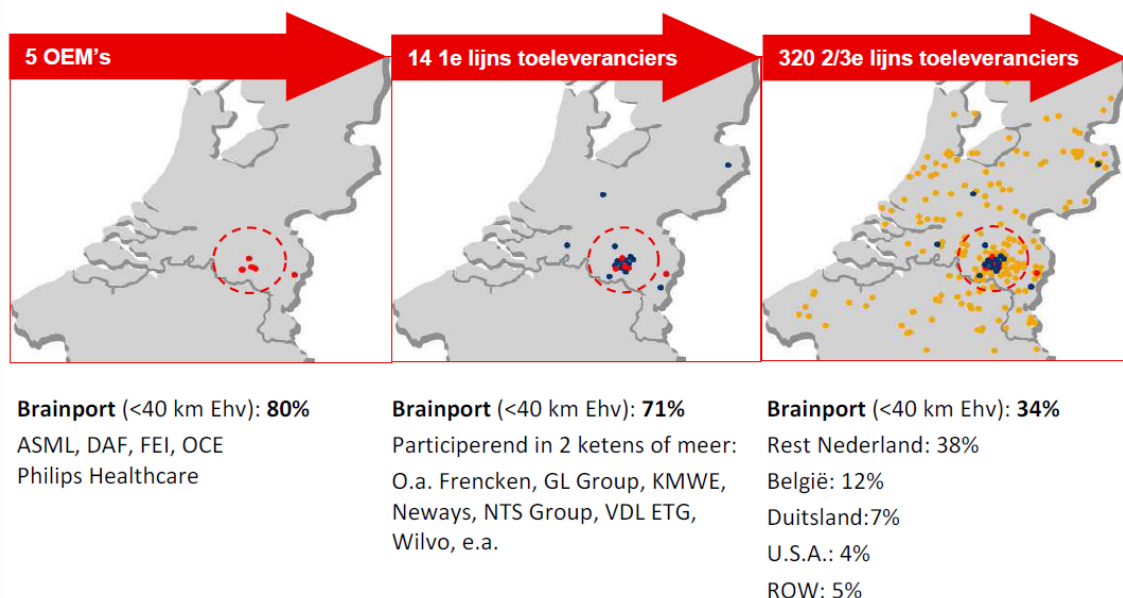 5 OEM's
14 1e lijns toeleveranciers
320 2/3e lijns toeleveranciers
Brainport (<40 km Ehv): 80%
ASML, DAF, FEI, OCE
Philips Healthcare
Brainport (<40 km Ehv): 71%
Participerend in 2 ketens of meer:
O.a. Frencken, GL Group, KMWE,
Neways, NTS Group, VDL ETG,
Wilvo, e.a.
Brainport (<40 km Ehv): 34%
Rest Nederland: 38%
België: 12%
Duitsland:7%
U.S.A.: 4%
ROW: 5%